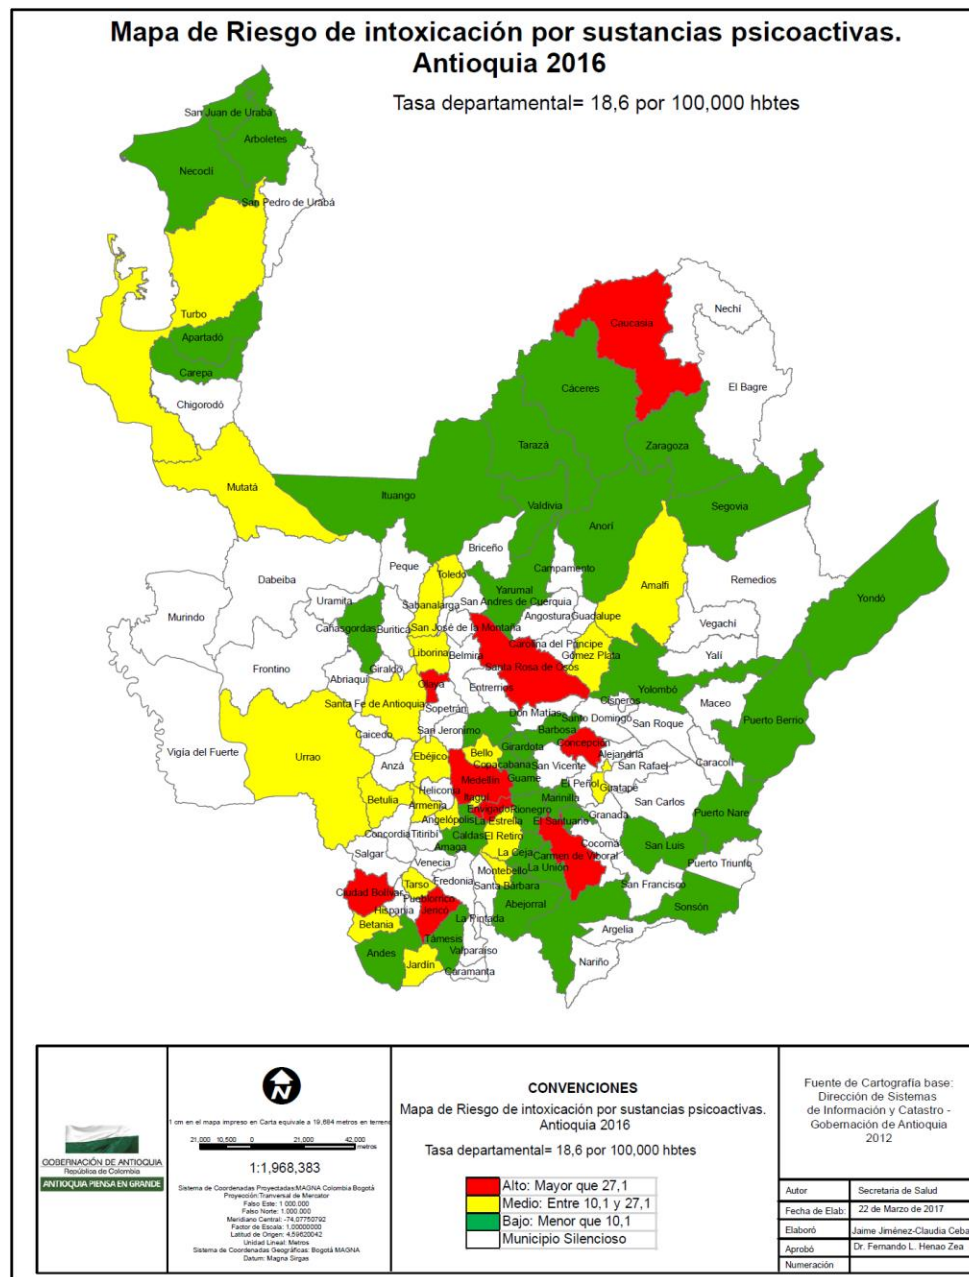 Mapa de Riesgo de intoxicación por sustancias psicoactivas.
Antioquia 2016
Tasa departamental= 18,6 por 100,000 hbtes
San Juan de Urabá
Arboletes
Necoclí
San Pedro de Urabá
Turbo
Apartadó
Carepa
Chigorodó
Mutatá
Nechí
Caucasia
El Bagre
Cáceres
Tarazá
Zaragoza
Ituango
Valdivia
Segovia
Anorí
Briceño
Peque
Toledo
Campamento
Amalfi
Remedios
Yondó
Dabeiba
Yarumal
Murindo
Uramita
Sabanalarga
San Andres de Cuerquia
Angostura
Guadalupe
Vegachí
Cañasgordas
Buriticá
San José de la Montaña
Carolina del Pincipe
Liborina
Belmira
Gómez Plata
Yalí
Frontino
Giraldo
Santa Rosa de Osos
Abriaquí
Olaya
Entrerrios
Yolombó
Santa Fe de Antioquia
Sopetrán
Cisneros
Maceo
Don Matías
Santo Domingo
San Roque
Puerto Berrio
San Jeronimo
Barbosa
Vigía del Fuerte
Urrao
Caicedo
Girardota
Concepción
Ebéjico
Bello
Alejandria
Anzá
Copacabana
San Vicente
San Rafael
Caracolí
Medellín
Guarne
Heliconia
El Peñol
Guatape
Betulia
Armenia
Itagui
Marinilla
San Carlos
Envigado
Rionegro
Puerto Nare
Angelópolis
La Estrella
El Santuario
Granada
Concordia
Titiribí
Caldas
El Retiro
Cocorna
Amaga
La Ceja
Carmen de Viboral
San Luis
Salgar
Venecia
La Unión
Puerto Triunfo
Fredonia
Montebello
Ciudad Bolívar
Tarso
Santa Bárbara
San Francisco
Pueblorrico
Hispania
Jericó
Abejorral
Sonsón
Betania
La Pintada
Argelia
Andes
Támesis
Valparaiso
Jardín
Caramanta
Nariño
GOBERNACIÓN DE ANTIOQUIA
República de Colombia
ANTIOQUIA PIENSA EN GRANDE
N
1 cm en el mapa impreso en Carta equivale a 19,684 metros en terreno
21,000 10,500 0 21,000 42,000
metros
1:1,968,383
Sistema de Coordenadas Proyectadas:MAGNA Colombia Bogotá
Proyección:Tranversal de Mercator
Falso Este: 1 000.000
Falso Norte: 1.000.000
Meridiano Central: -74,07750792
Factor de Escala: 1,00000000
Latitud de Origen: 4,59620042
Unidad Lineal: Metros
Sistema de Coordenadas Geográficas: Bogotá MAGNA
Datum: Magna Sirgas
CONVENCIONES
Mapa de Riesgo de intoxicación por sustancias psicoactivas.
Antioquia 2016
Tasa departamental= 18,6 por 100,000 hbtes
Alto: Mayor que 27,1
Medio: Entre 10,1 y 27,1
Bajo: Menor que 10,1
Municipio Silencioso
Fuente de Cartografía base:
Dirección de Sistemas
de Información y Catastro -
Gobernación de Antioquia
2012
Autor Secretaria de Salud
Fecha de Elab: 22 de Marzo de 2017
Elaboró Jaime Jiménez-Claudia Ceba
Aprobó Dr. Fernando L. Henao Zea
Numeración